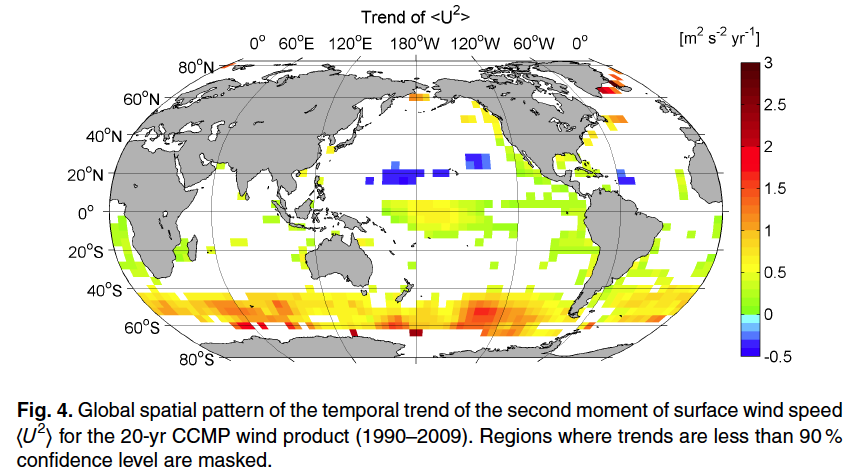 Trend of <U²>
[m² s⁻² yr⁻¹]
0° 60°E 120°E 180°W 120°W 60°W 0°
80°N
60°N
40°N
20°N
0°
20°S
40°S
60°S
80°S
3
2.5
2
1.5
1
0.5
0
-0.5
Fig. 4. Global spatial pattern of the temporal trend of the second moment of surface wind speed
⟨U²⟩ for the 20-yr CCMP wind product (1990–2009). Regions where trends are less than 90 %
confidence level are masked.